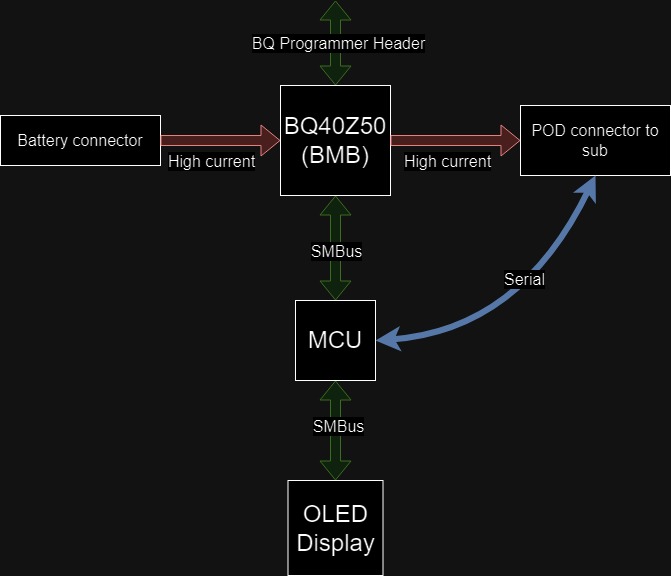 BQ Programmer Header
BQ40Z50
(BMB)
Battery connector
High current
High current
POD connector to
sub
SMBus
Serial
MCU
SMBus
OLED
Display